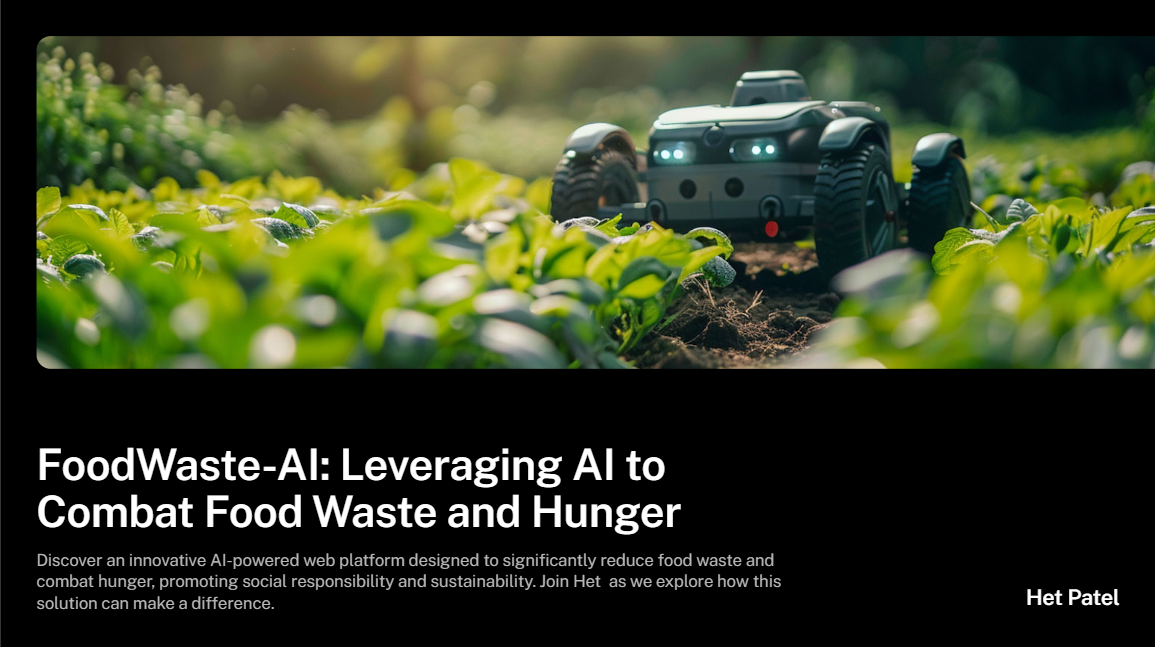 FoodWaste-AI: Leveraging AI to
Combat Food Waste and Hunger
Discover an innovative AI-powered web platform designed to significantly reduce food waste and
combat hunger, promoting social responsibility and sustainability. Join Het  as we explore how this
solution can make a difference.
Het Patel